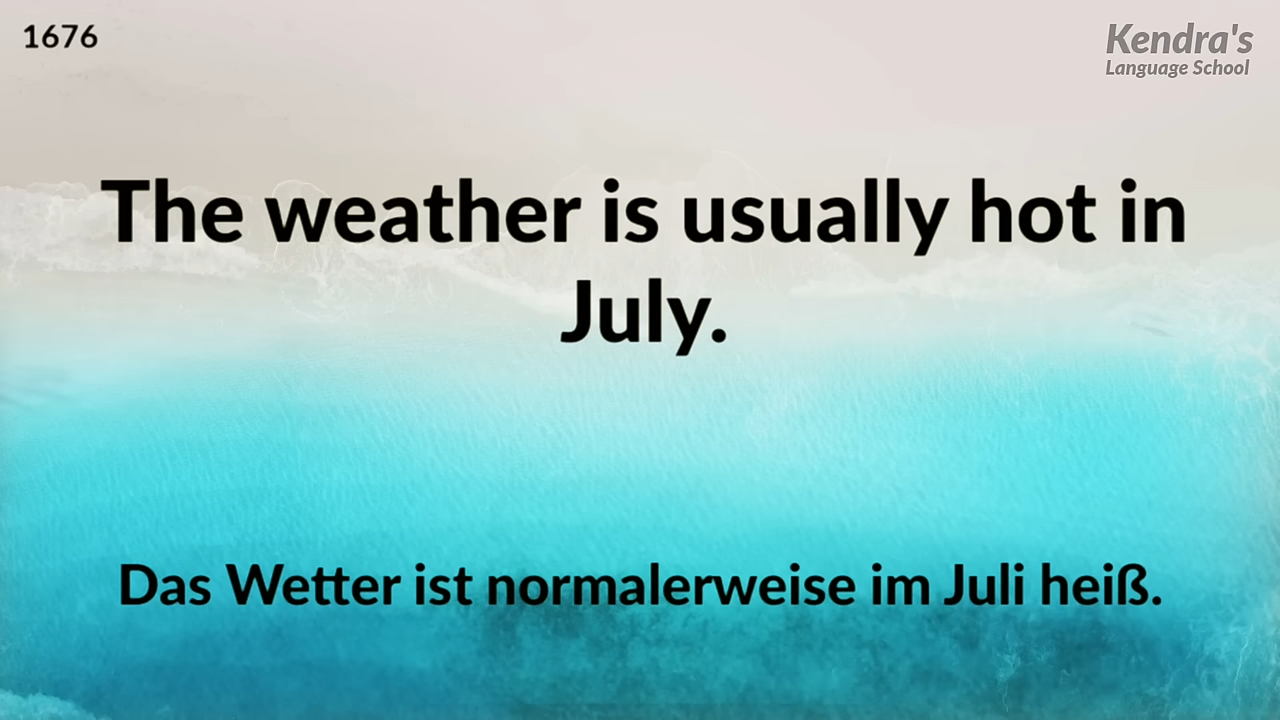 1676
Kendra's
Language School
The weather is usually hot in
July.
Das Wetter ist normalerweise im Juli heiß.